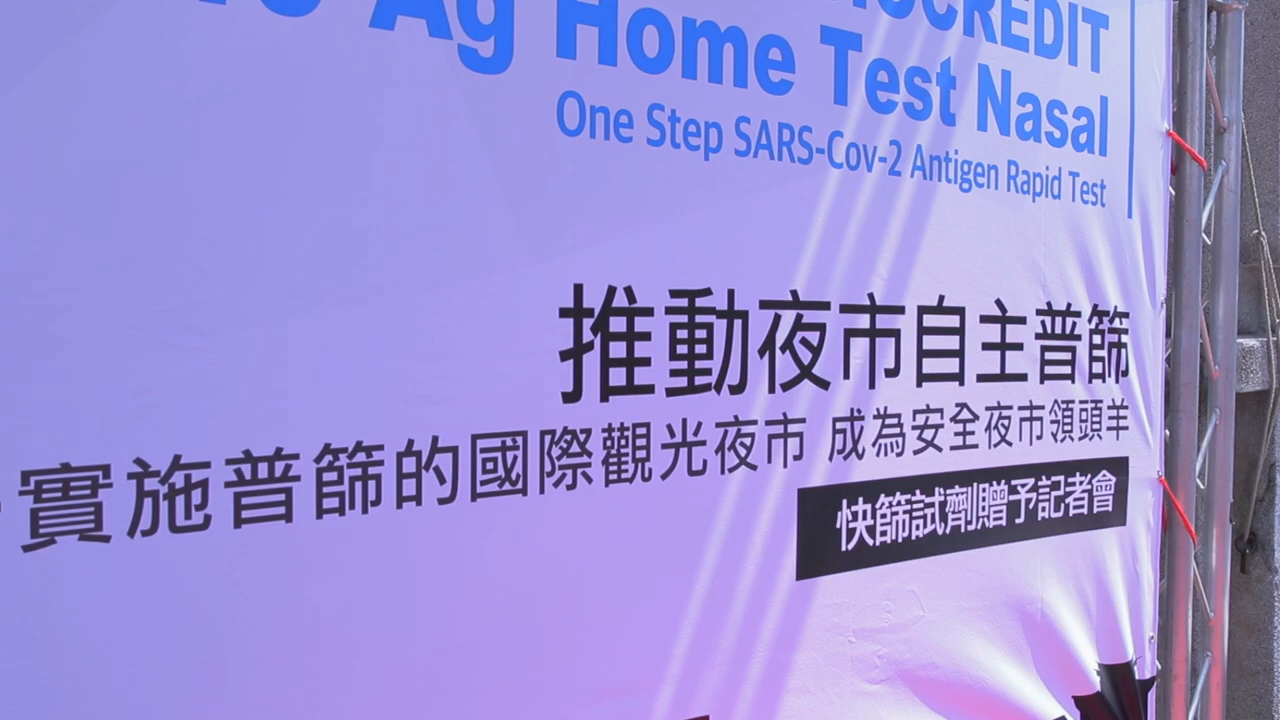 Ag Home Test Nasal
One Step SARS-Cov-2 Antigen Rapid Test
推動夜市自主普篩
實施普篩的國際觀光夜市 成為安全夜市領頭羊
快篩試劑贈予記者會